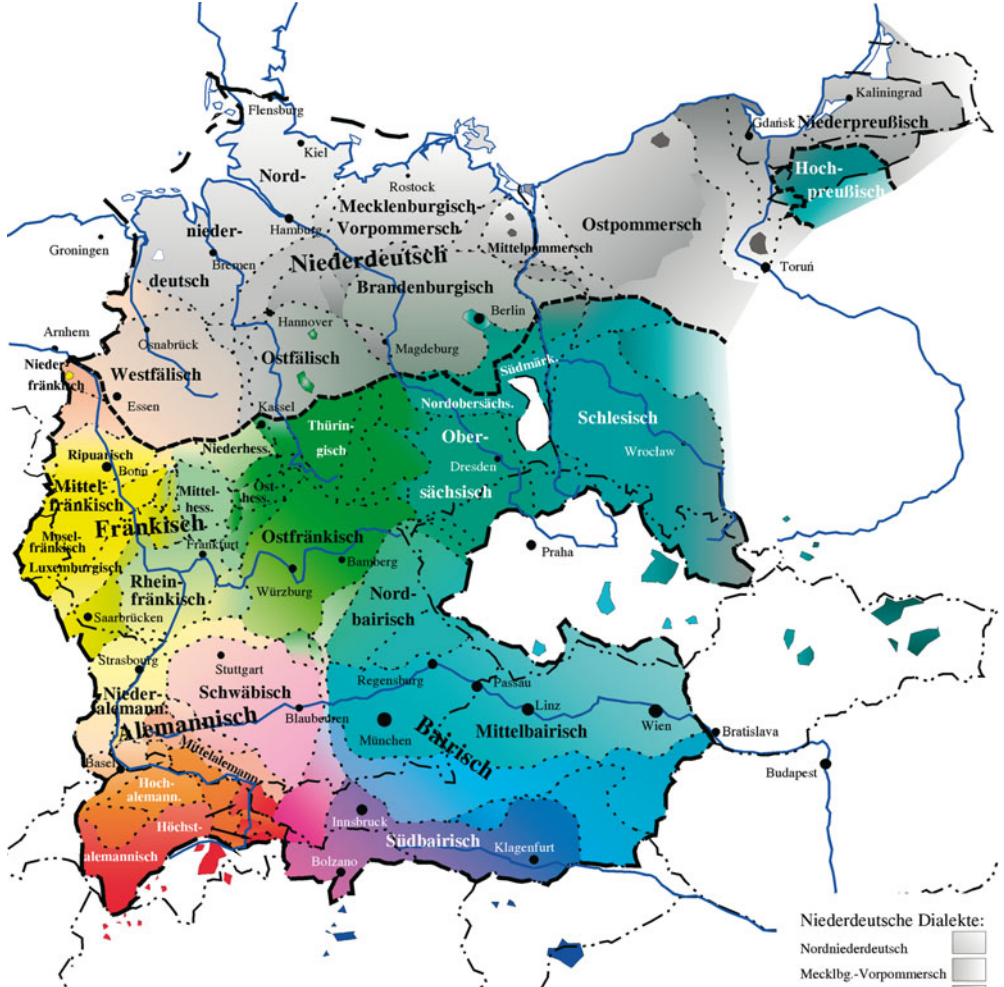 Flensburg
Kaliningrad
Gdańsk
Niederpreußisch
Kiel
Hoch-
preußisch
Nord-
Rostock
Mecklenburgisch-
Vorpommersch
Hamburg
nieder-
Groningen
Bremen
Mittelpommersch
Ostpommersch
Niederdeutsch
deutsch
Toruń
Brandenburgisch
Berlin
Hannover
Arnhem
Osnabrück
Ostfälisch
Magdeburg
Nieder-
fränkisch
Westfälisch
Südmärk.
Essen
Kassel
Nordobersächs.
Schlesisch
Thürin-
gisch
Ober-
sächsisch
Niederhess.
Wrocław
Ripuarisch
Bonn
Dresden
Mittel-
fränkisch
Mittel-
hess.
Ost-
hess.
Fränkisch
Ostfränkisch
Mosel-
fränkisch
Frankfurt
Praha
Luxemburgisch
Bamberg
Rhein-
fränkisch
Würzburg
Nord-
bairisch
Saarbrücken
Strasbourg
Stuttgart
Regensburg
Passau
Nieder-
alemann.
Schwäbisch
Linz
Blaubeuren
Alemannisch
Wien
München
Mittelbairisch
Bratislava
Bairisch
Mittelalemann.
Basel
Budapest
Hoch-
alemann.
Höchst-
alemannisch
Innsbruck
Südbairisch
Klagenfurt
Bolzano
Niederdeutsche Dialekte:
Nordniederdeutsch
Mecklbg.-Vorpommersch